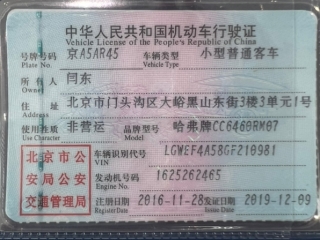 中华人民共和国机动车行驶证
Vehicle License of the People's Republic of China
号牌号码 京A5AR45 车辆类型 小型普通客车
Plate No. Vehicle Type
所有人 闫东
Owner
住址 北京市门头沟区大峪黑山东街3楼3单元1号
Address
使用性质 非营运 品牌型号 哈弗牌CC6460RM07
Use Character Model
北京市公安局公安交通管理局
车辆识别代号 LGWEF4A58GF210981
VIN
发动机号码 1625262465
Engine No.
注册日期 2016-11-28 发证日期 2019-12-09
Register Date Issue Date